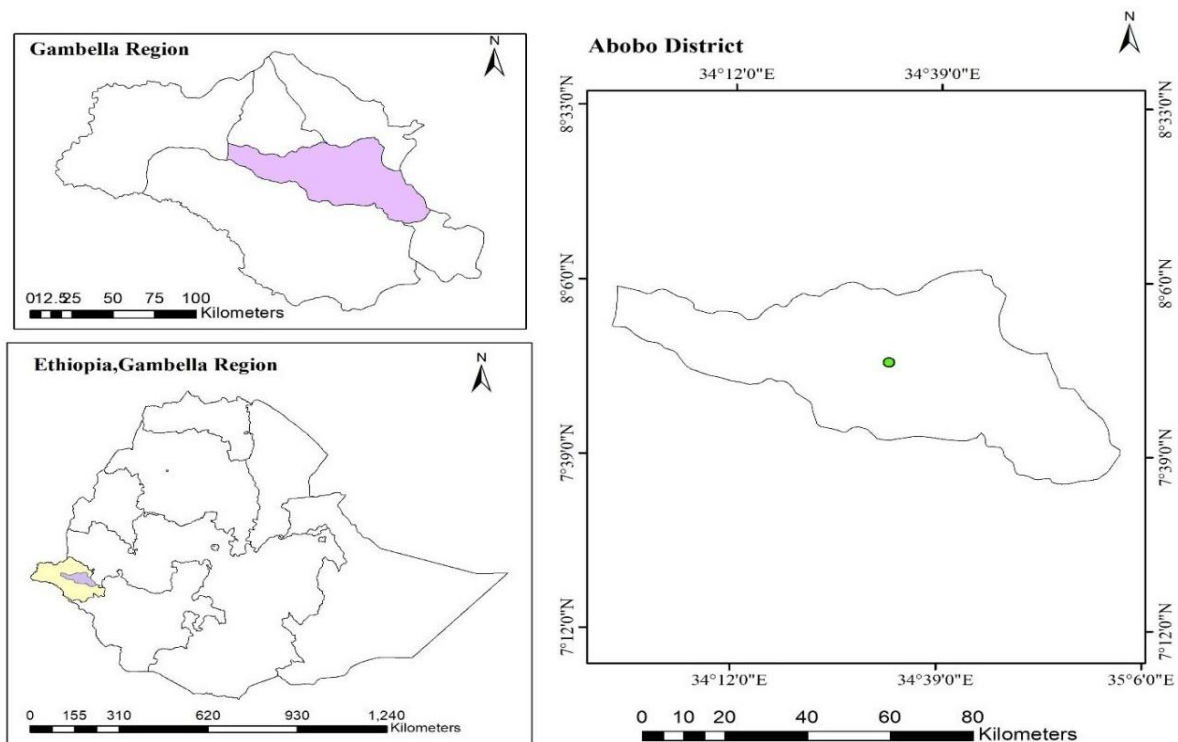 Gambella Region
N
012.525 50 75 100
Kilometers
Ethiopia,Gambella Region
N
0 155 310 620 930 1,240
Kilometers
Abobo District
N
34°12'0"E 34°39'0"E
8°33'0"N 8°33'0"N
8°6'0"N 8°6'0"N
7°39'0"N 7°39'0"N
7°12'0"N 7°12'0"N
34°12'0"E 34°39'0"E 35°6'0"E
0 10 20 40 60 80
Kilometers